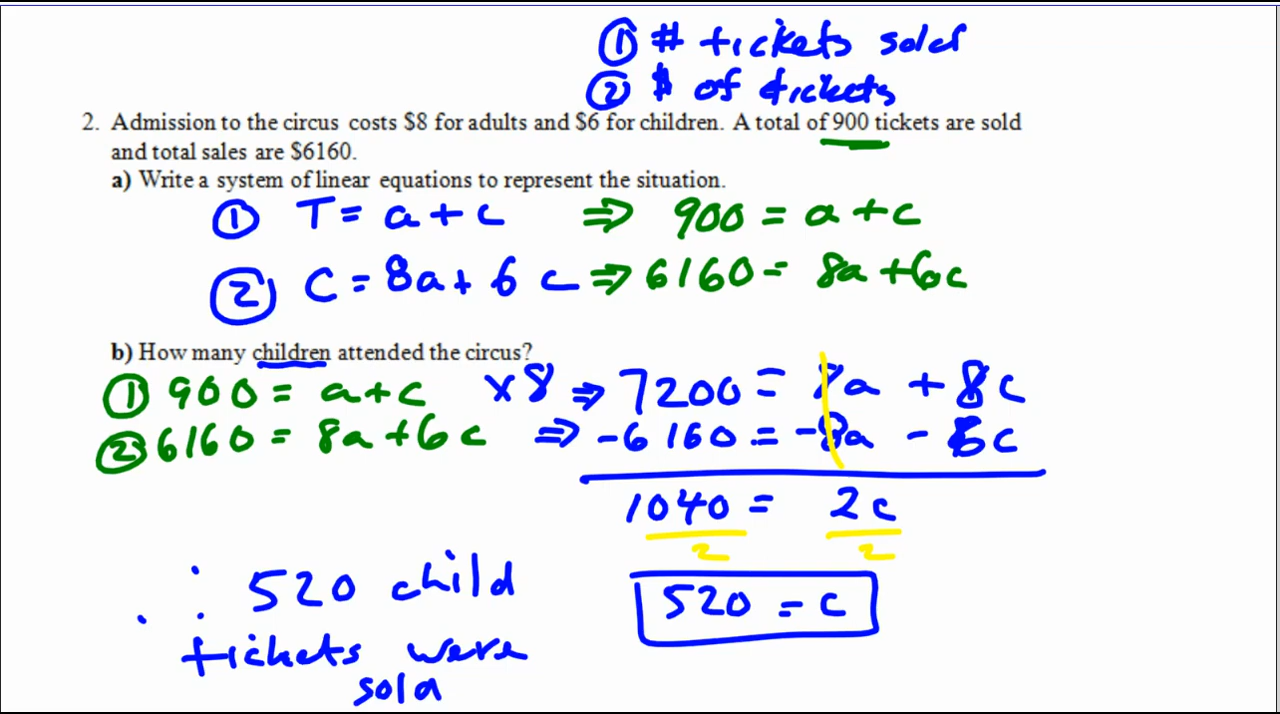 ① # tickets sold
② $ of tickets
2. Admission to the circus costs $8 for adults and $6 for children. A total of 900 tickets are sold
and total sales are $6160.
a) Write a system of linear equations to represent the situation.
① T = a + c ⇒ 900 = a + c
② C = 8a + 6c ⇒ 6160 = 8a + 6c
b) How many children attended the circus?
① 900 = a + c x8 ⇒ 7200 = 8a + 8c
② 6160 = 8a + 6c ⇒ -6160 = -8a - 6c
1040 = 2c
2 2
520 = c
∴ 520 child
tickets were
sold